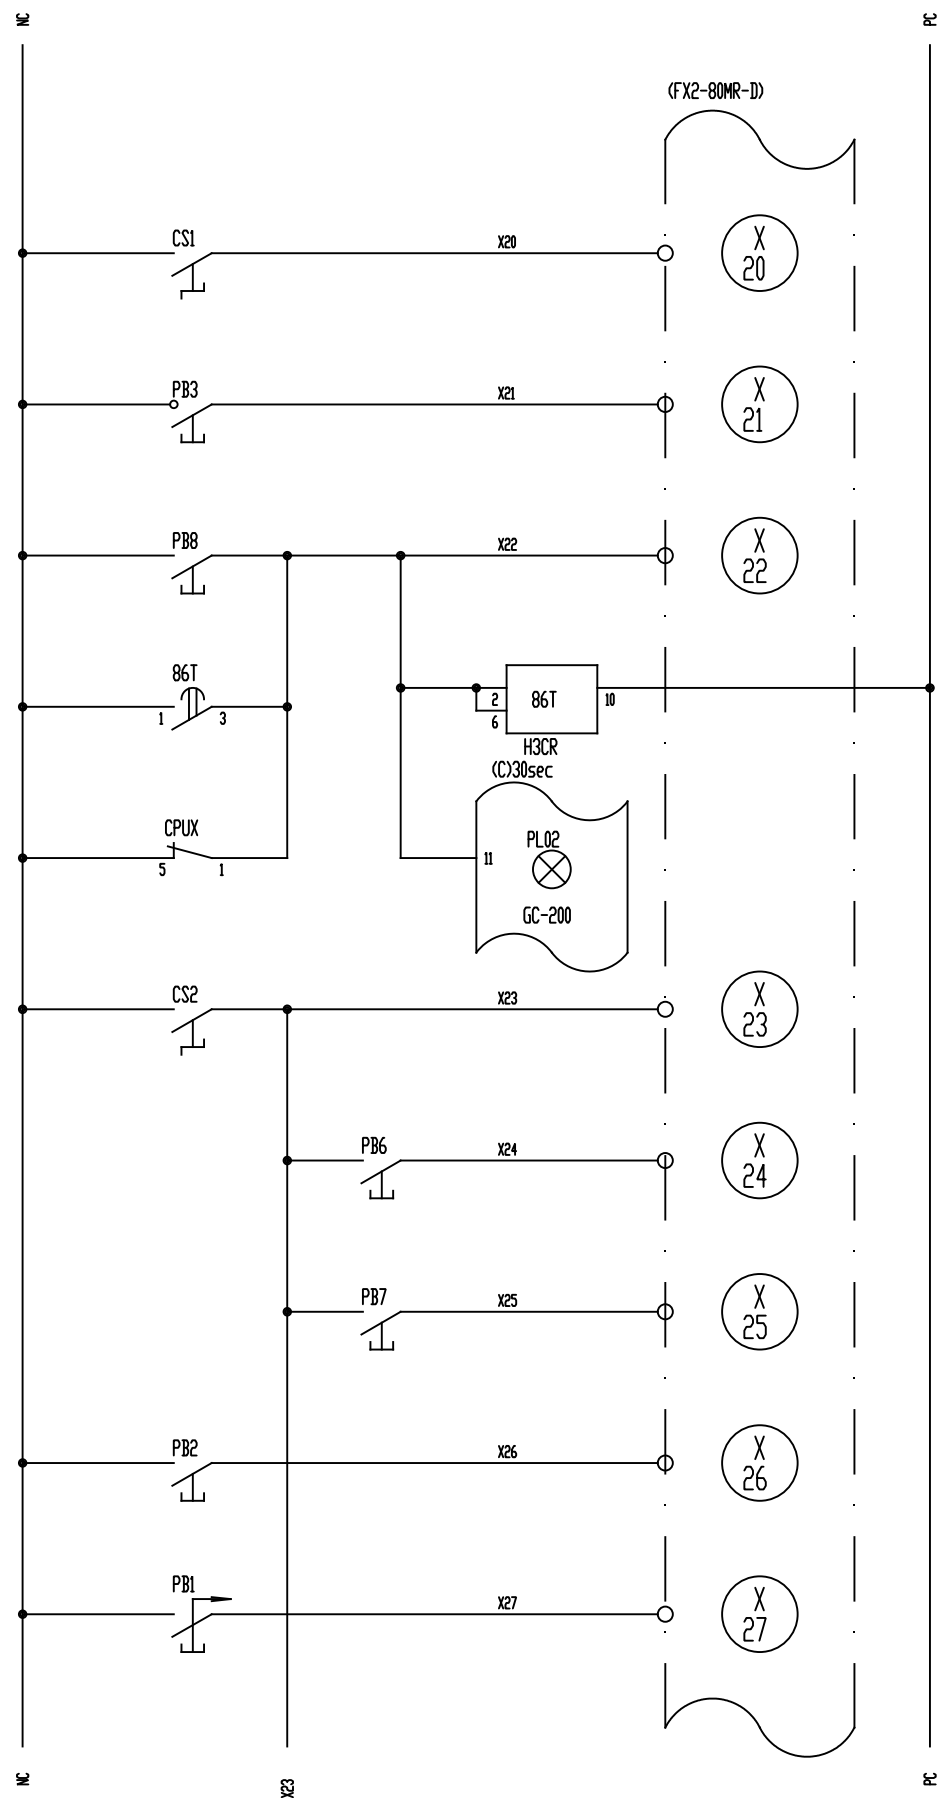 NC
PC
(FX2-80MR-D)
CS1
X20
X
20
PB3
X21
X
21
PB8
X22
X
22
86T
1
3
2
6
86T
10
H3CR
(C)30sec
CPUX
5
1
11
PL02
GC-200
CS2
X23
X
23
PB6
X24
X
24
PB7
X25
X
25
PB2
X26
X
26
PB1
X27
X
27
NC
X23
PC